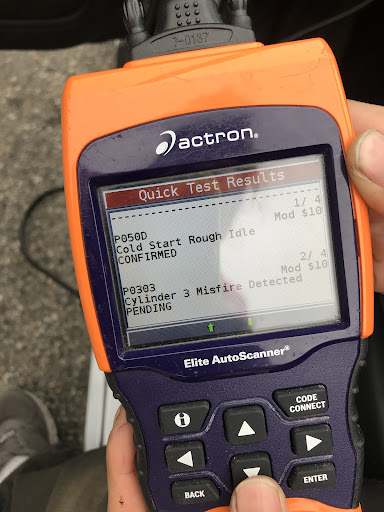 7-0137
actron®
Quick Test Results
--------------------------------
1/ 4
Mod $10
P050D
Cold Start Rough Idle
CONFIRMED
2/ 4
Mod $10
P0303
Cylinder 3 Misfire Detected
PENDING
Elite AutoScanner®
i
CODE
CONNECT
BACK
ENTER